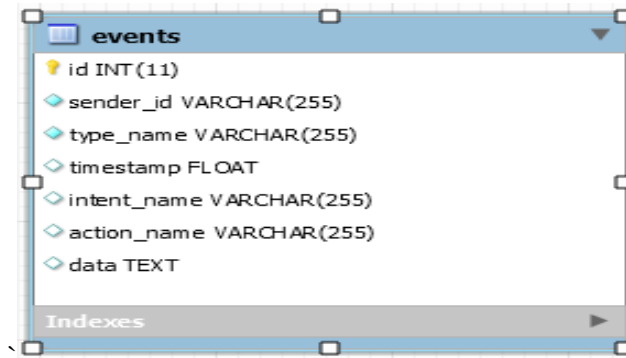 events
id INT(11)
sender_id VARCHAR(255)
type_name VARCHAR(255)
timestamp FLOAT
intent_name VARCHAR(255)
action_name VARCHAR(255)
data TEXT
Indexes
`